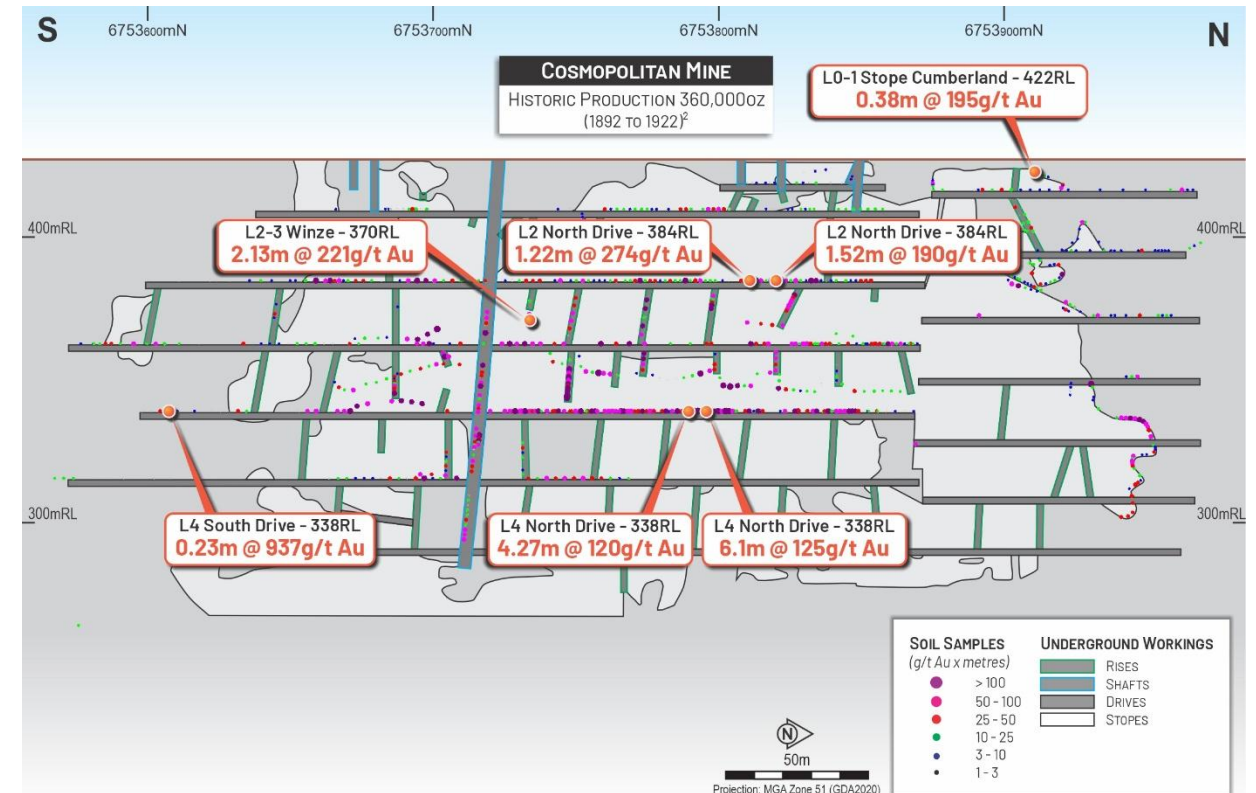 S
6753600mN
6753700mN
6753800mN
6753900mN
N
COSMOPOLITAN MINE
HISTORIC PRODUCTION 360,000OZ
(1892 TO 1922)²
L0-1 Stope Cumberland - 422RL
0.38m @ 195g/t Au
400mRL
400mRL
L2-3 Winze - 370RL
2.13m @ 221g/t Au
L2 North Drive - 384RL
1.22m @ 274g/t Au
L2 North Drive - 384RL
1.52m @ 190g/t Au
300mRL
300mRL
L4 South Drive - 338RL
0.23m @ 937g/t Au
L4 North Drive - 338RL
4.27m @ 120g/t Au
L4 North Drive - 338RL
6.1m @ 125g/t Au
SOIL SAMPLES
(g/t Au x metres)
> 100
50 - 100
25 - 50
10 - 25
3 - 10
1 - 3
UNDERGROUND WORKINGS
RISES
SHAFTS
DRIVES
STOPES
N
50m
Projection: MGA Zone 51 (GDA2020)